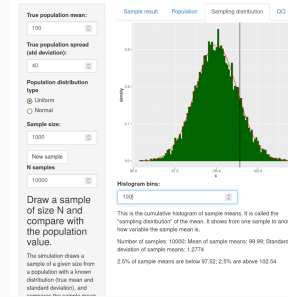 True population mean:
100
True population spread
(std deviation):
40
Population distribution
type
Uniform
Normal
Sample size:
1000
New sample
N samples
10000
Draw a sample
of size N and
compare with
the population
value.
The simulation draws a
sample of a given size from
a population with a known
distribution (true mean and
standard deviation), and
compares the sample mean
Sample result Population Sampling distribution QQ
density
Histogram bins:
100
This is the cumulative histogram of sample means. It is called the
"sampling distribution" of the mean. It shows from one sample to anot
how variable the sample mean is.
Number of samples: 10000; Mean of sample means: 99.99; Standard
deviation of sample means: 1.2774
2.5% of sample means are below 97.52; 2.5% are above 102.54